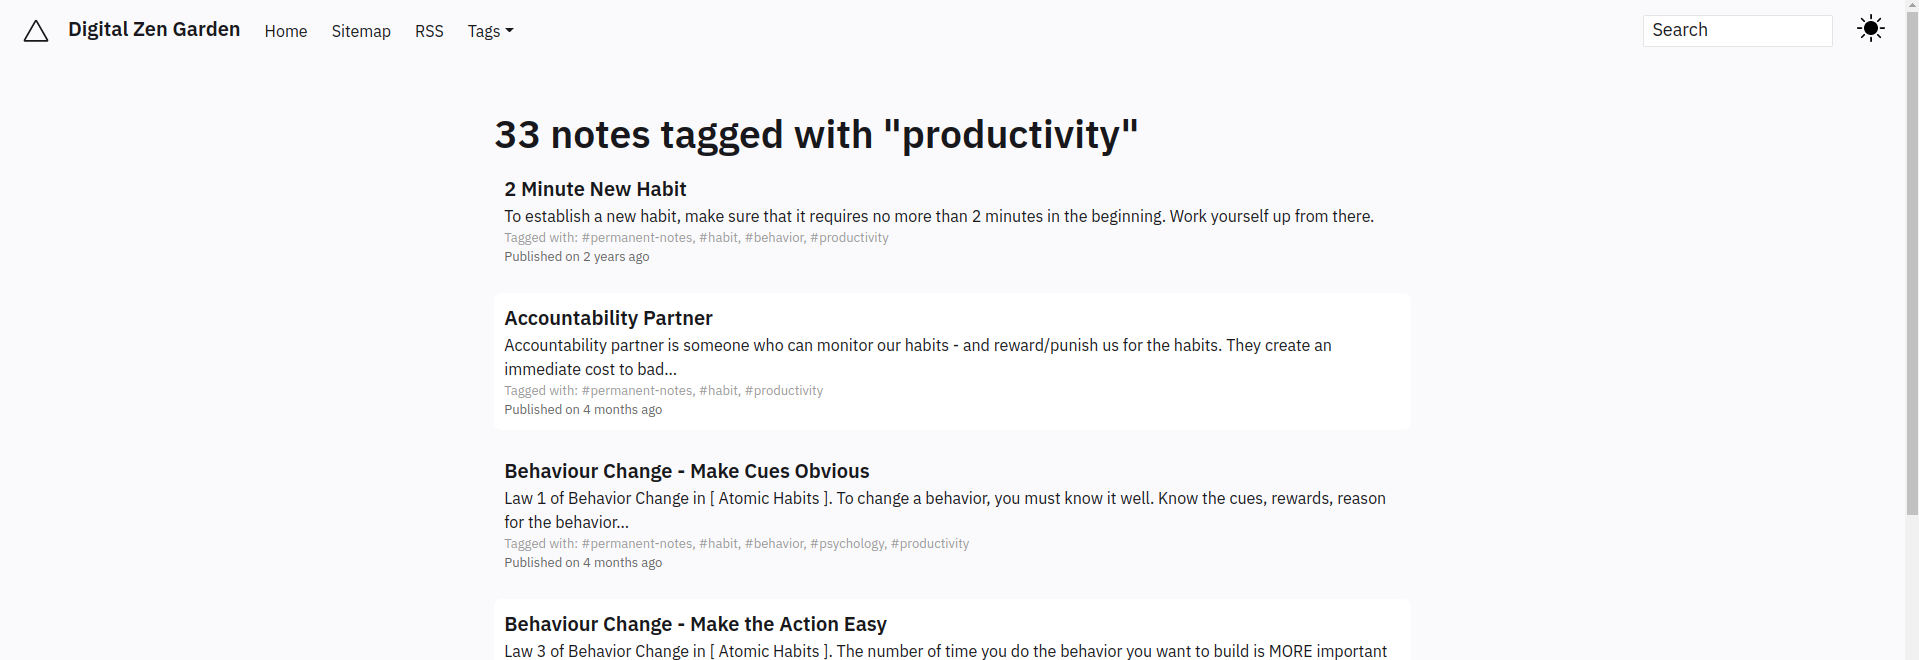 Digital Zen Garden Home Sitemap RSS Tags Search
33 notes tagged with "productivity"
2 Minute New Habit
To establish a new habit, make sure that it requires no more than 2 minutes in the beginning. Work yourself up from there.
Tagged with: #permanent-notes, #habit, #behavior, #productivity
Published on 2 years ago
Accountability Partner
Accountability partner is someone who can monitor our habits - and reward/punish us for the habits. They create an
immediate cost to bad...
Tagged with: #permanent-notes, #habit, #productivity
Published on 4 months ago
Behaviour Change - Make Cues Obvious
Law 1 of Behavior Change in [ Atomic Habits ]. To change a behavior, you must know it well. Know the cues, rewards, reason
for the behavior...
Tagged with: #permanent-notes, #habit, #behavior, #psychology, #productivity
Published on 4 months ago
Behaviour Change - Make the Action Easy
Law 3 of Behavior Change in [ Atomic Habits ]. The number of time you do the behavior you want to build is MORE important